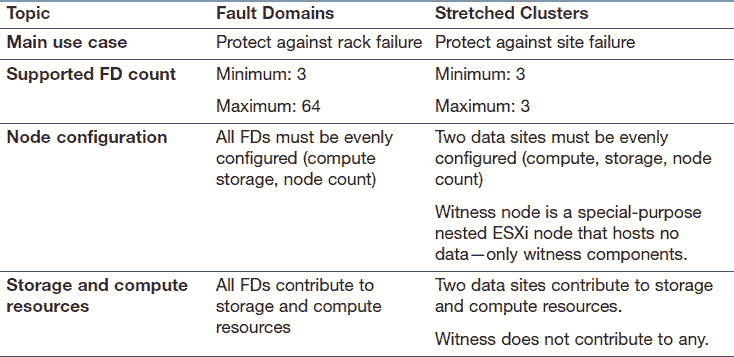 Topic Fault Domains Stretched Clusters
Main use case Protect against rack failure Protect against site failure
Supported FD count Minimum: 3 Minimum: 3
Maximum: 64 Maximum: 3
Node configuration All FDs must be evenly Two data sites must be evenly
configured (compute configured (compute, storage, node
storage, node count) count)
Witness node is a special-purpose
nested ESXi node that hosts no
data—only witness components.
Storage and compute All FDs contribute to Two data sites contribute to storage
resources storage and compute and compute resources.
resources
Witness does not contribute to any.